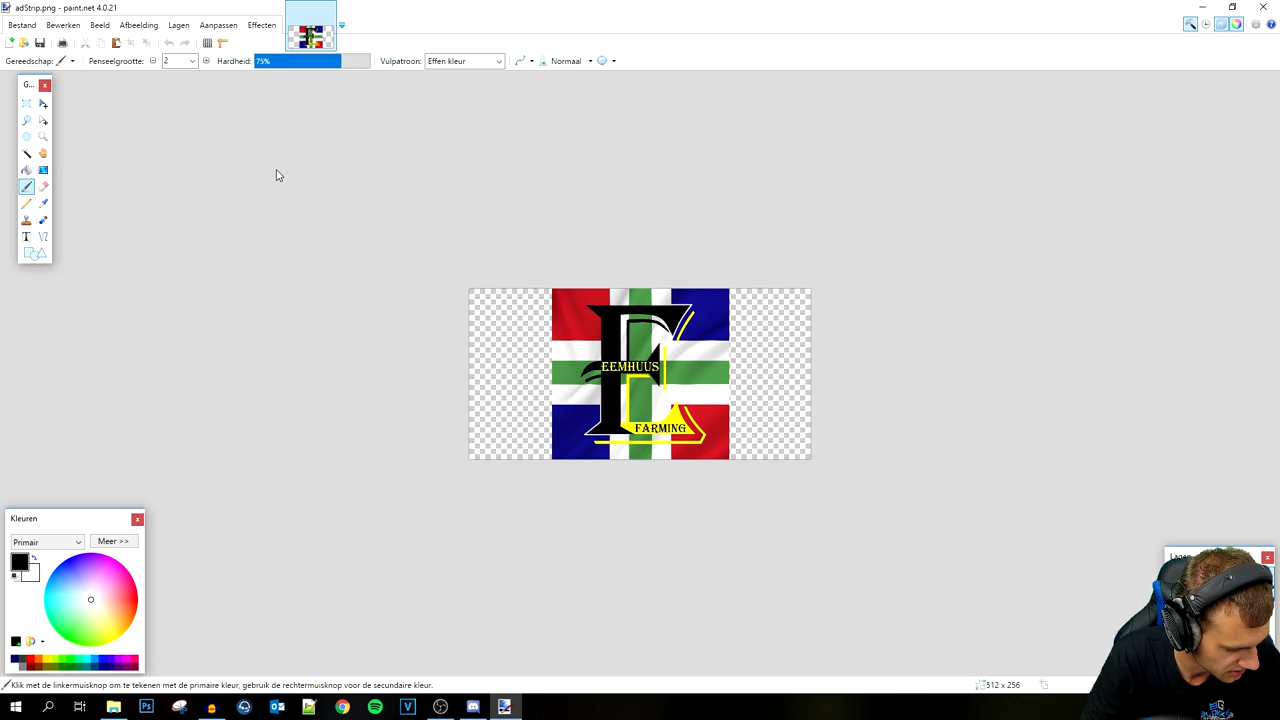 adStrip.png - paint.net 4.0.21
Bestand Bewerken Beeld Afbeelding Lagen Aanpassen Effecten
Gereedschap: Penseelgrootte: 2 Hardheid: 75% Vulpatroon: Effen kleur Normaal
G...
EEMHUUS
FARMING
Kleuren
Primair Meer >>
Klik met de linkermuisknop om te tekenen met de primaire kleur, gebruik de rechtermuisknop voor de secundaire kleur.
512 x 256